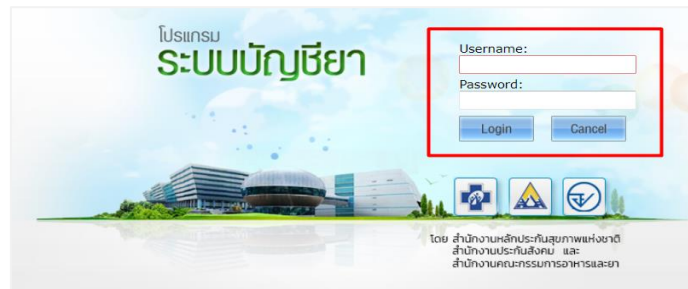 โปรแกรม
ระบบบัญชียา
Username:
Password:
Login Cancel
โดย สำนักงานหลักประกันสุขภาพแห่งชาติ
สำนักงานประกันสังคม และ
สำนักงานคณะกรรมการอาหารและยา